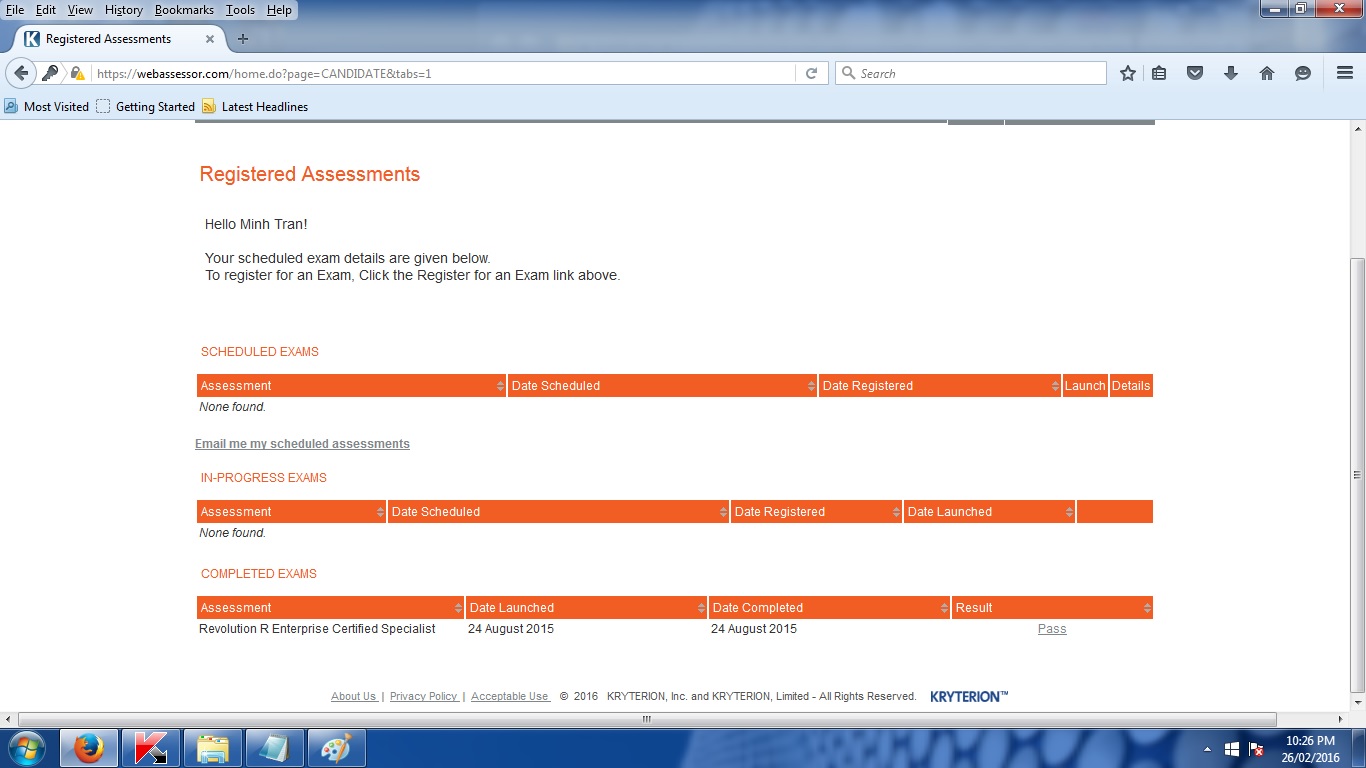 File Edit View History Bookmarks Tools Help
Registered Assessments
https://webassessor.com/home.do?page=CANDIDATE&tabs=1
Search
Most Visited Getting Started Latest Headlines
Registered Assessments
Hello Minh Tran!
Your scheduled exam details are given below.
To register for an Exam, Click the Register for an Exam link above.
SCHEDULED EXAMS
Assessment Date Scheduled Date Registered Launch Details
None found.
Email me my scheduled assessments
IN-PROGRESS EXAMS
Assessment Date Scheduled Date Registered Date Launched
None found.
COMPLETED EXAMS
Assessment Date Launched Date Completed Result
Revolution R Enterprise Certified Specialist 24 August 2015 24 August 2015 Pass
About Us | Privacy Policy | Acceptable Use © 2016 KRYTERION, Inc. and KRYTERION, Limited - All Rights Reserved. KRYTERION™
10:26 PM
26/02/2016